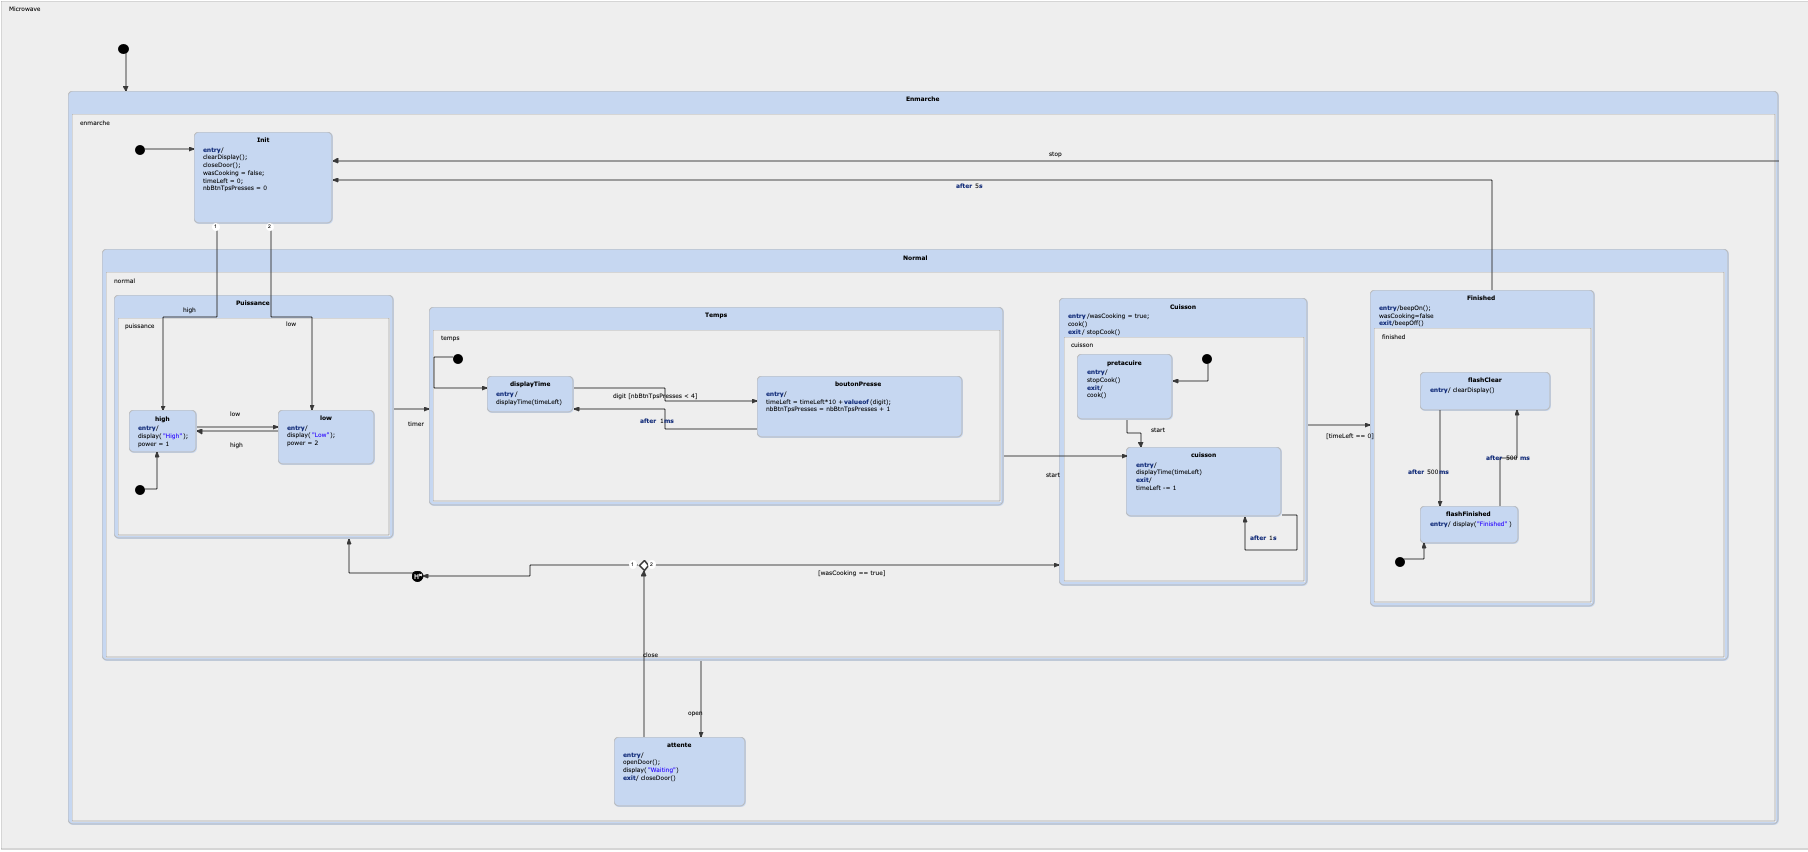 Microwave
Enmarche
enmarche
Init
entry/
clearDisplay();
closeDoor();
wasCooking = false;
timeLeft = 0;
nbBtnTpsPresses = 0
stop
after 5s
1
2
Normal
normal
Puissance
puissance
high
low
high
entry/
display("High");
power = 1
low
high
low
entry/
display("Low");
power = 2
timer
Temps
temps
displayTime
entry /
displayTime(timeLeft)
digit [nbBtnTpsPresses < 4]
after 1ms
boutonPresse
entry/
timeLeft = timeLeft*10 + valueof (digit);
nbBtnTpsPresses = nbBtnTpsPresses + 1
start
Cuisson
entry /wasCooking = true;
cook()
exit / stopCook()
cuisson
pretacuire
entry/
stopCook()
exit/
cook()
start
cuisson
entry/
displayTime(timeLeft)
exit/
timeLeft -= 1
after 1s
[timeLeft == 0]
Finished
entry/beepOn();
wasCooking=false
exit/beepOff()
finished
flashClear
entry/ clearDisplay()
after 500 ms
after 500 ms
flashFinished
entry/ display("Finished" )
H*
1
2
[wasCooking == true]
close
open
attente
entry/
openDoor();
display("Waiting")
exit/ closeDoor()